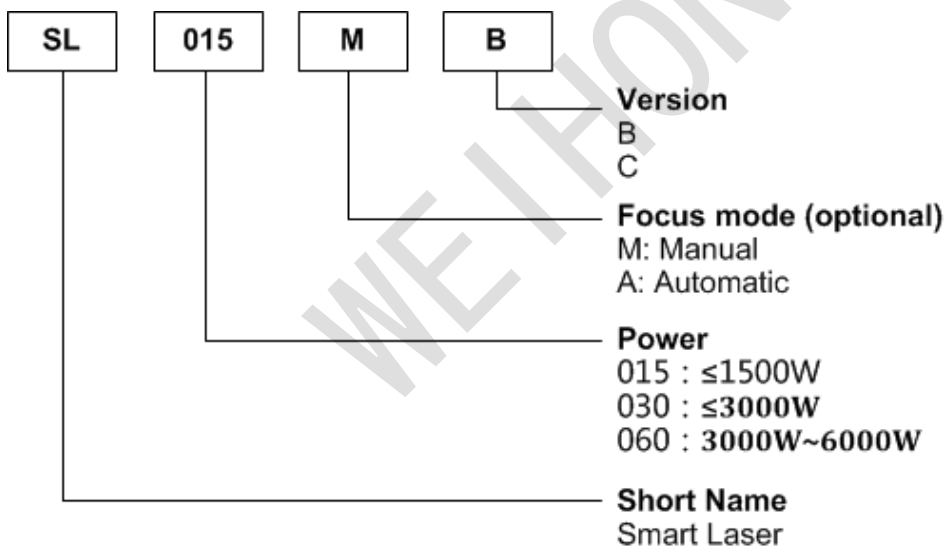 SL 015 M B
Version
B
C
Focus mode (optional)
M: Manual
A: Automatic
Power
015 : ≤1500W
030 : ≤3000W
060 : 3000W~6000W
Short Name
Smart Laser
WEIHON